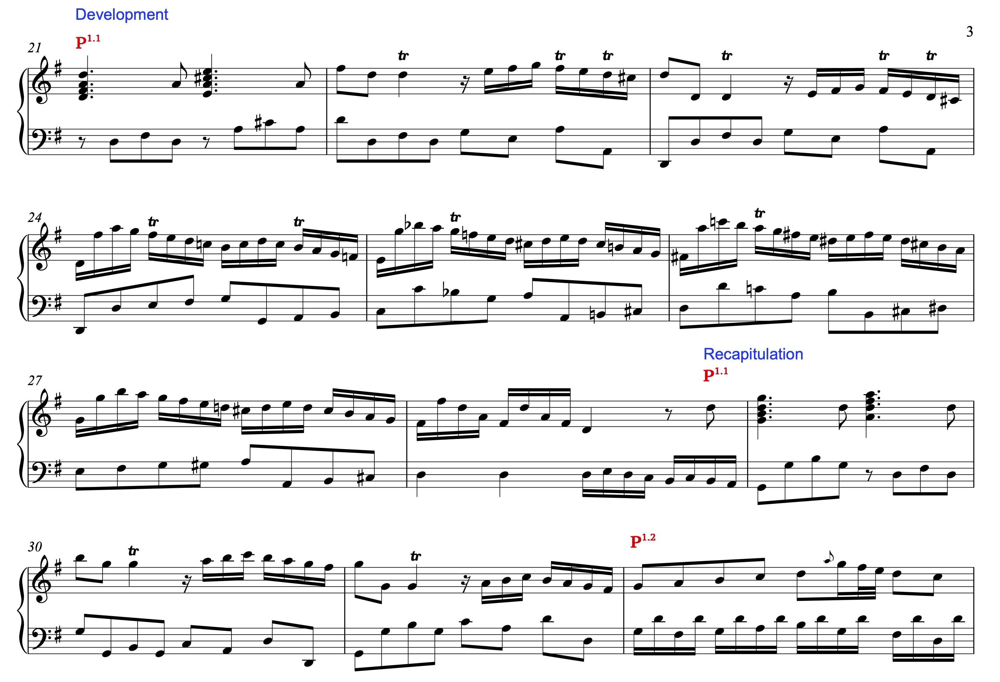 Development
3
P1.1
21
tr tr tr tr tr tr
24
tr tr tr tr
Recapitulation
P1.1
27
P1.2
30
tr tr